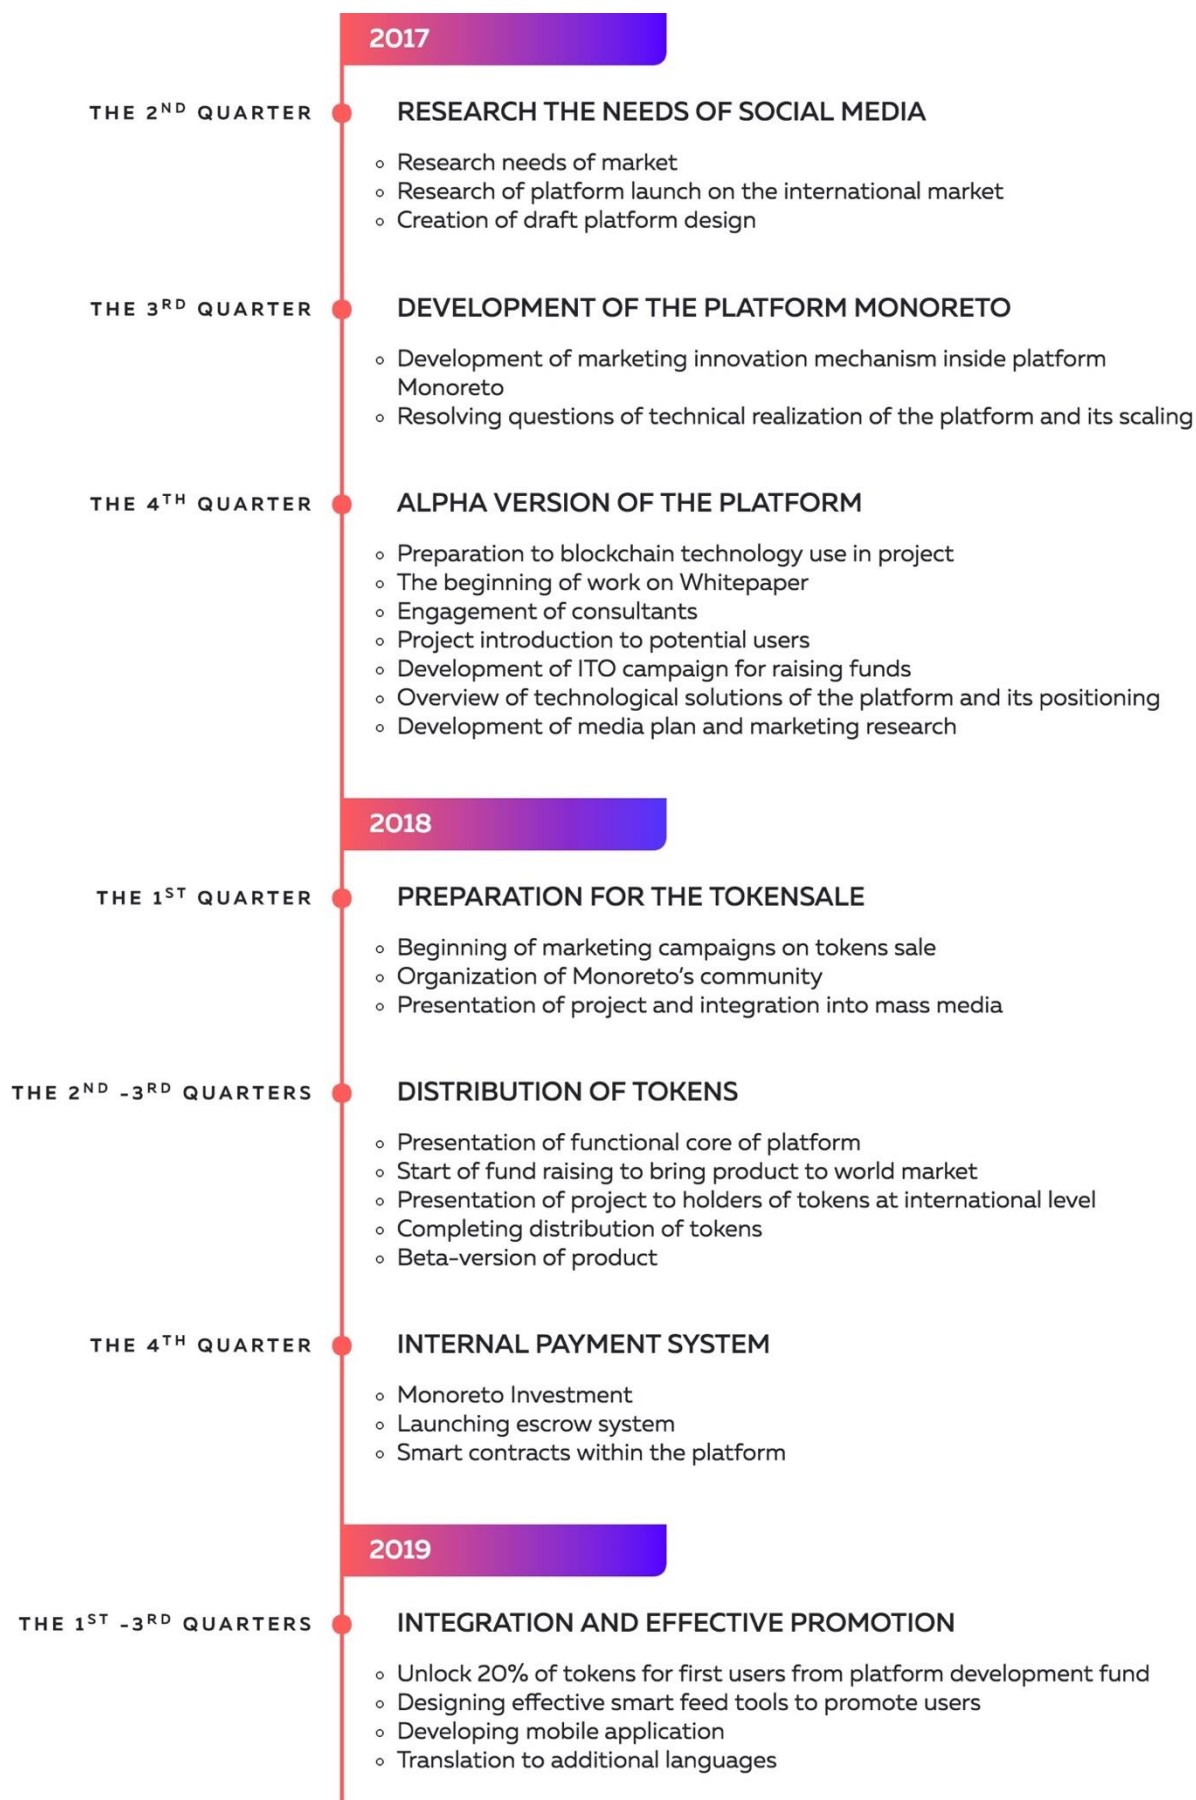 2017
THE 2ND QUARTER
RESEARCH THE NEEDS OF SOCIAL MEDIA
Research needs of market
Research of platform launch on the international market
Creation of draft platform design
THE 3RD QUARTER
DEVELOPMENT OF THE PLATFORM MONORETO
Development of marketing innovation mechanism inside platform
Monoreto
Resolving questions of technical realization of the platform and its scaling
THE 4TH QUARTER
ALPHA VERSION OF THE PLATFORM
Preparation to blockchain technology use in project
The beginning of work on Whitepaper
Engagement of consultants
Project introduction to potential users
Development of ITO campaign for raising funds
Overview of technological solutions of the platform and its positioning
Development of media plan and marketing research
2018
THE 1ST QUARTER
PREPARATION FOR THE TOKENSALE
Beginning of marketing campaigns on tokens sale
Organization of Monoreto’s community
Presentation of project and integration into mass media
THE 2ND -3RD QUARTERS
DISTRIBUTION OF TOKENS
Presentation of functional core of platform
Start of fund raising to bring product to world market
Presentation of project to holders of tokens at international level
Completing distribution of tokens
Beta-version of product
THE 4TH QUARTER
INTERNAL PAYMENT SYSTEM
Monoreto Investment
Launching escrow system
Smart contracts within the platform
2019
THE 1ST -3RD QUARTERS
INTEGRATION AND EFFECTIVE PROMOTION
Unlock 20% of tokens for first users from platform development fund
Designing effective smart feed tools to promote users
Developing mobile application
Translation to additional languages